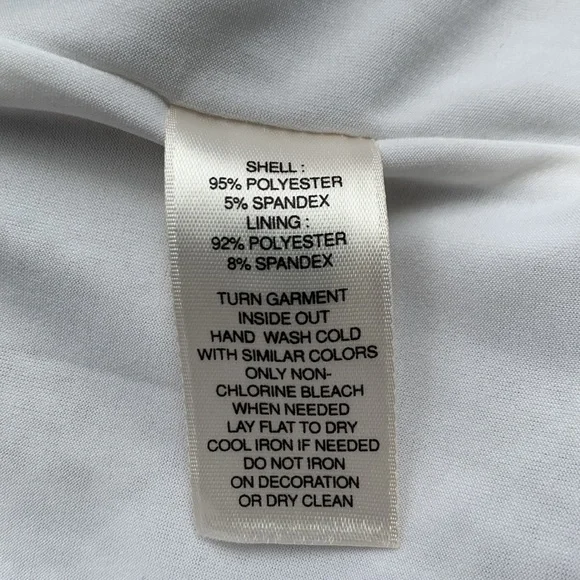 SHELL :
95% POLYESTER
5% SPANDEX
LINING :
92% POLYESTER
8% SPANDEX
TURN GARMENT
INSIDE OUT
HAND WASH COLD
WITH SIMILAR COLORS
ONLY NON-
CHLORINE BLEACH
WHEN NEEDED
LAY FLAT TO DRY
COOL IRON IF NEEDED
DO NOT IRON
ON DECORATION
OR DRY CLEAN